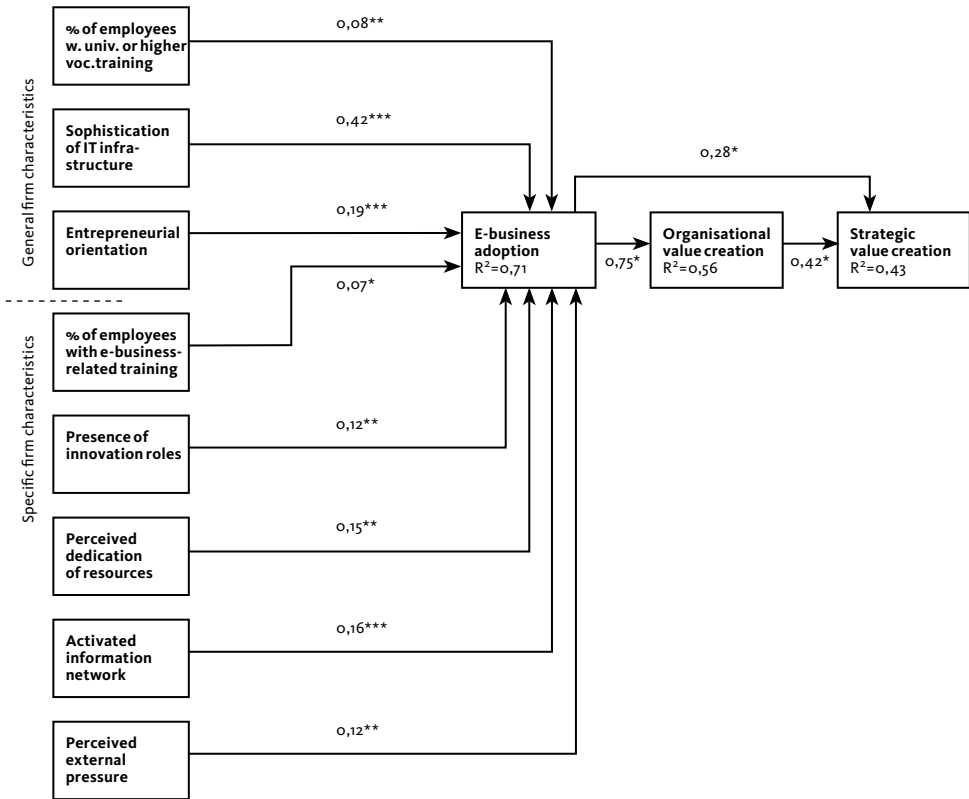 General firm characteristics
% of employees
w. univ. or higher
voc.training
0,08**
Sophistication
of IT infra-
structure
0,42***
Entrepreneurial
orientation
0,19***
Specific firm characteristics
% of employees
with e-business-
related training
0,07*
Presence of
innovation roles
0,12**
Perceived
dedication
of resources
0,15**
Activated
information
network
0,16***
Perceived
external
pressure
0,12**
E-business
adoption
R²=0,71
0,75*
0,28*
Organisational
value creation
R²=0,56
0,42*
Strategic
value creation
R²=0,43